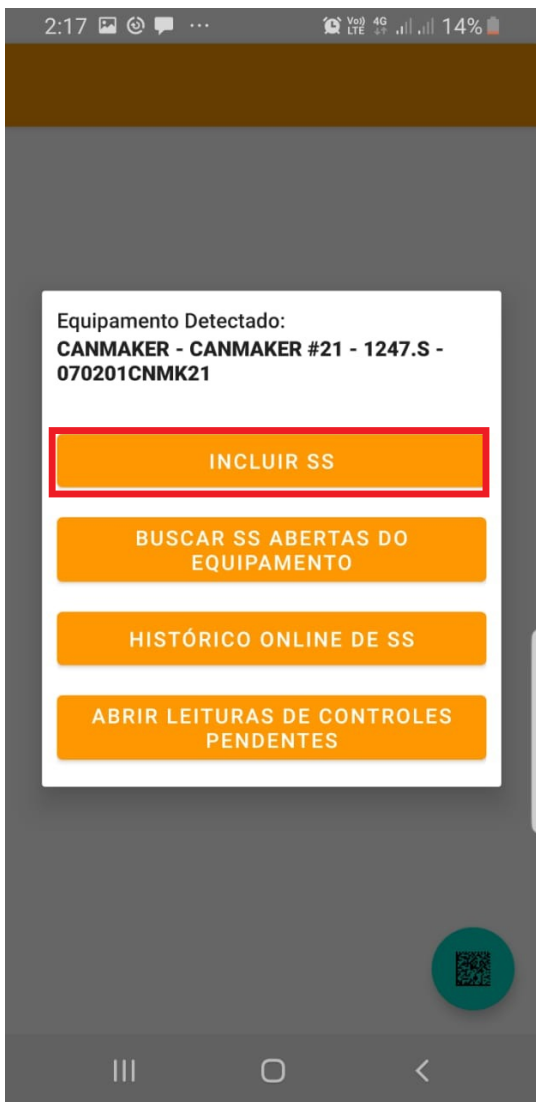 2:17 Voi) LTE 4G 14%
Equipamento Detectado:
CANMAKER - CANMAKER #21 - 1247.S -
070201CNMK21
INCLUIR SS
BUSCAR SS ABERTAS DO
EQUIPAMENTO
HISTÓRICO ONLINE DE SS
ABRIR LEITURAS DE CONTROLES
PENDENTES